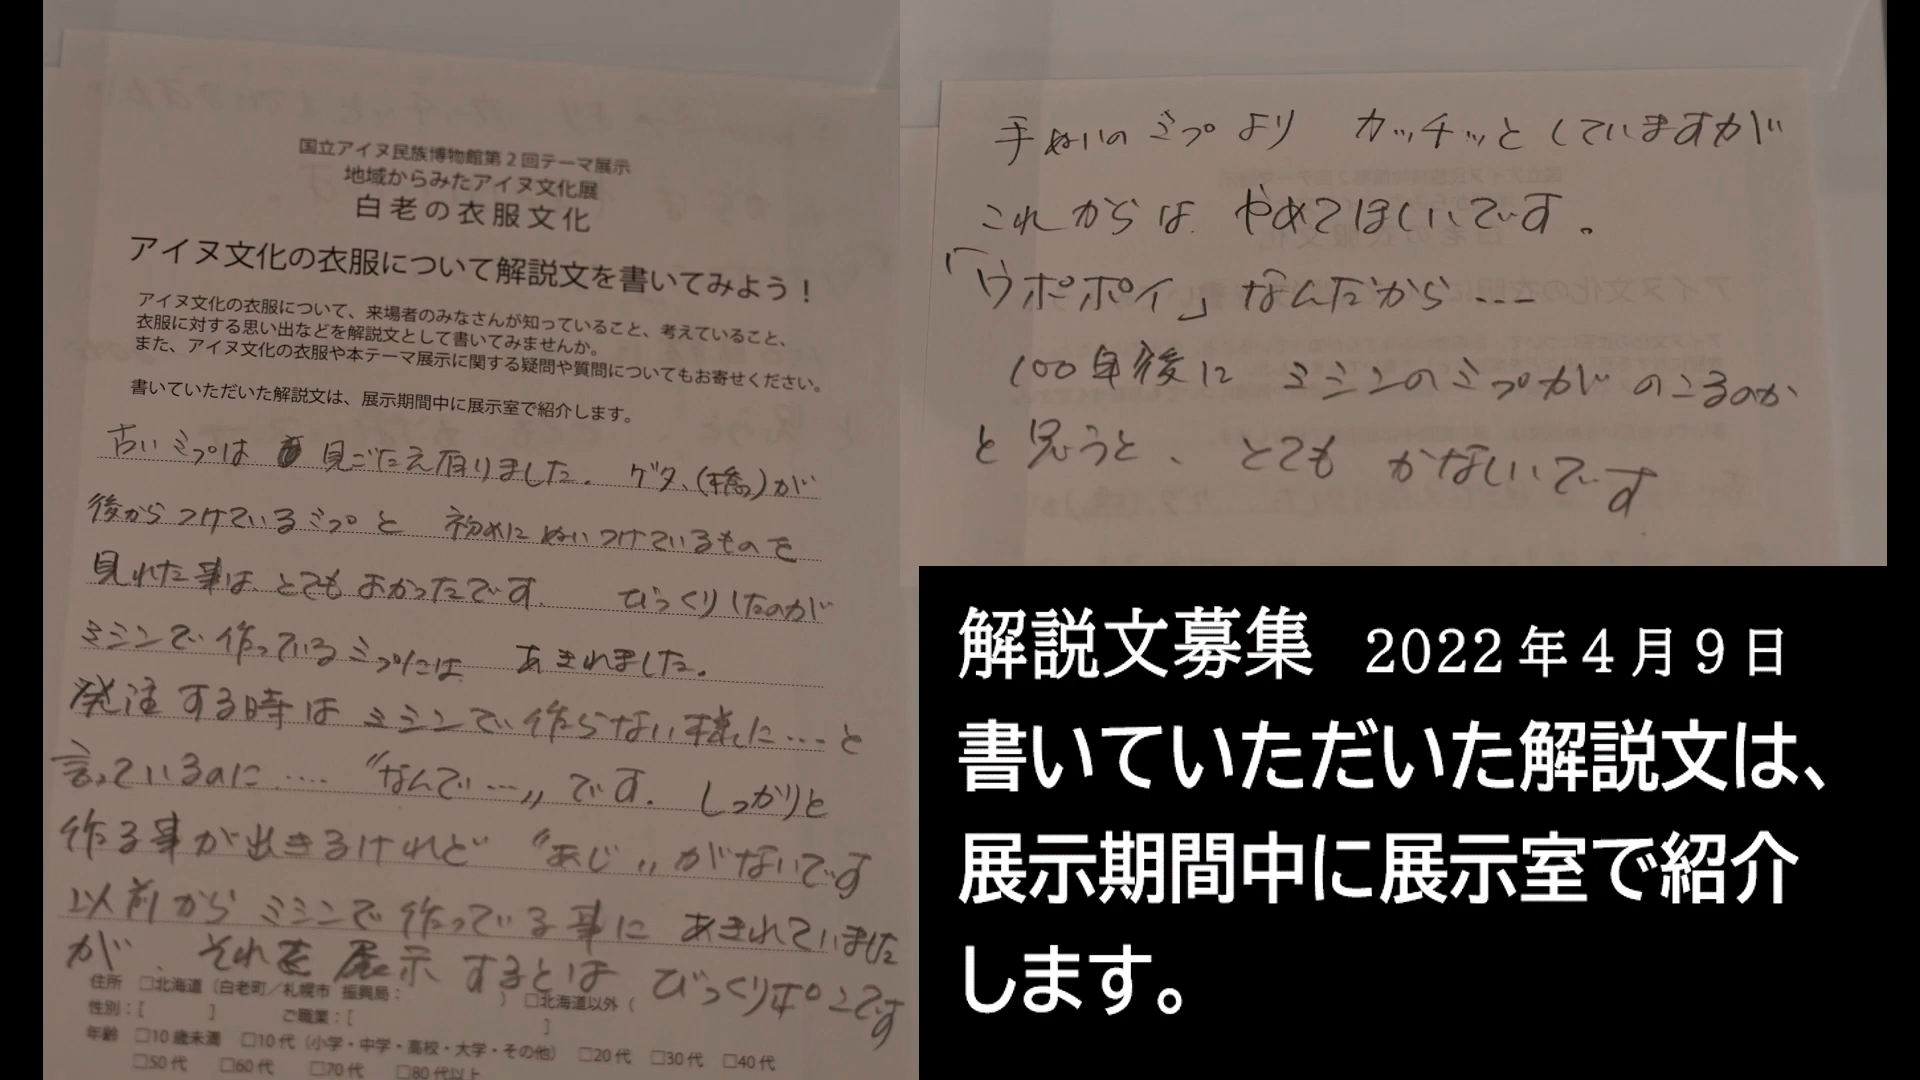 国立アイヌ民族博物館第2回テーマ展示
地域からみたアイヌ文化展
白老の衣服文化
アイヌ文化の衣服について解説文を書いてみよう！
アイヌ文化の衣服について、来場者のみなさんが知っていること、考えていること、
衣服に対する思い出などを解説文として書いてみませんか。
また、アイヌ文化の衣服や本テーマ展示に関する疑問や質問についてもお寄せください。
書いていただいた解説文は、展示期間中に展示室で紹介します。
古いミプは 見ごたえ有りました。 ゲタ、(橋)が
後からつけているミプと 初めにぬいつけているものを
見れた事は、とてもよかったです。 びっくりしたのが
ミシンで作っているミプには あきれました。
発注する時は ミシンで作らない様に…と
言っているのに…. “なんで…„ です. しっかりと
作る事が出きるけれど “あじ„ がないです
以前から ミシンで作っている事に あきれていました
が、それを展示するとは びっくりポンです
住所 □北海道（白老町／札幌市 振興局： ） □北海道以外（
性別：[ ] ご職業：[ ]
年齢 □10歳未満 □10代（小学・中学・高校・大学・その他） □20代 □30代 □40代
□50代 □60代 □70代 □80代以上
手ぬいのミプより カッチッとしていますが
これからは やめてほしいです。
「ウポポイ」なんだから…
100年後に ミシンのミプがのこるのか
と思うと、とても かなしいです
解説文募集 2022年4月9日
書いていただいた解説文は、
展示期間中に展示室で紹介
します。